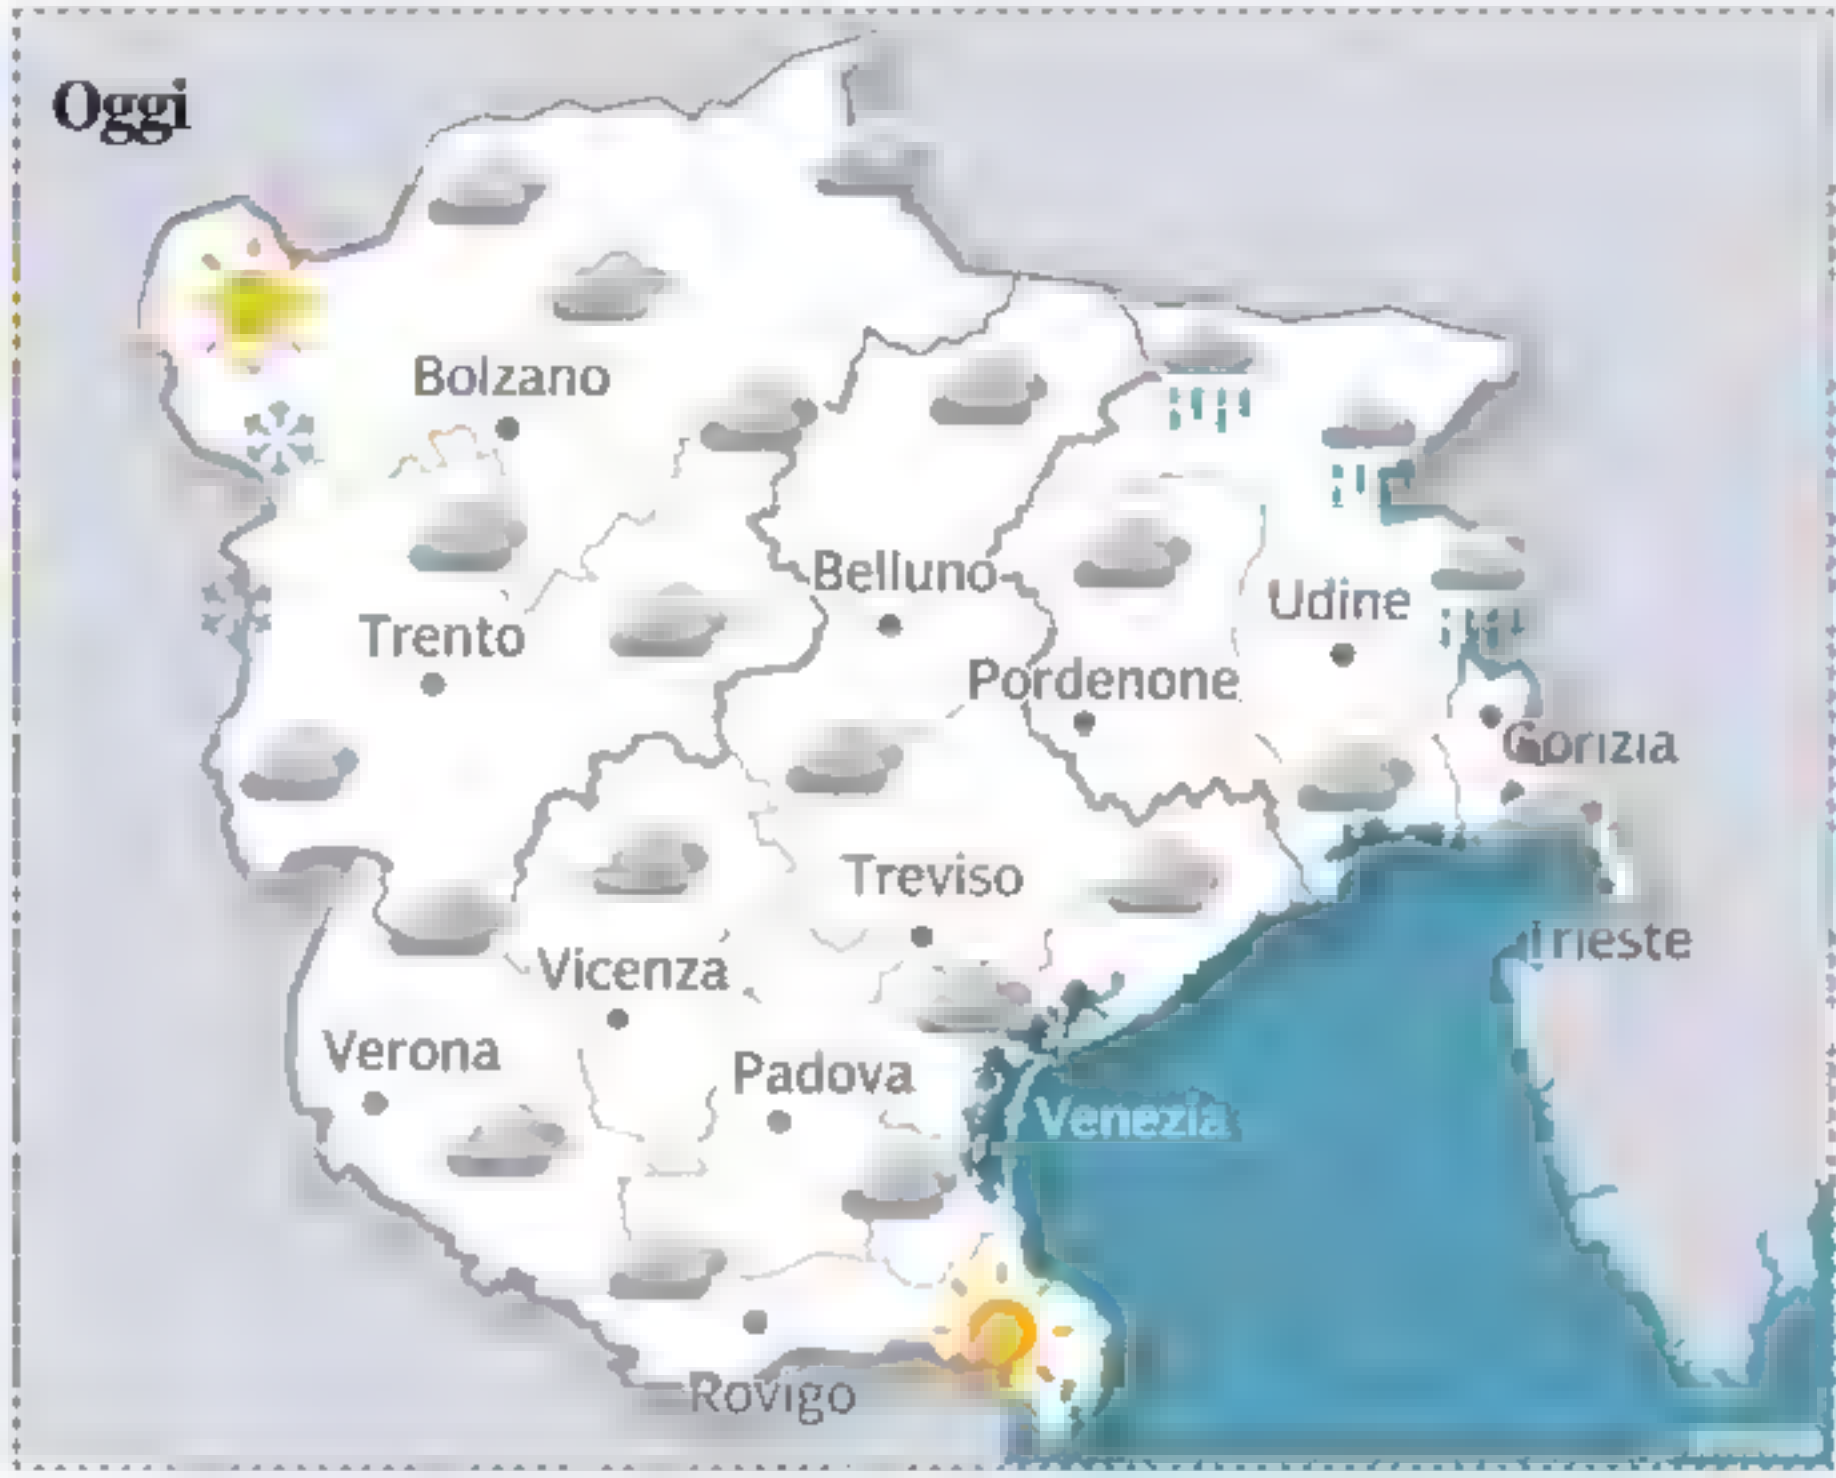 Oggi
Bolzano
Belluno
Udine
Trento
Pordenone
Gorizia
Treviso
Trieste
Vicenza
Verona
Padova
Venezia
Rovigo